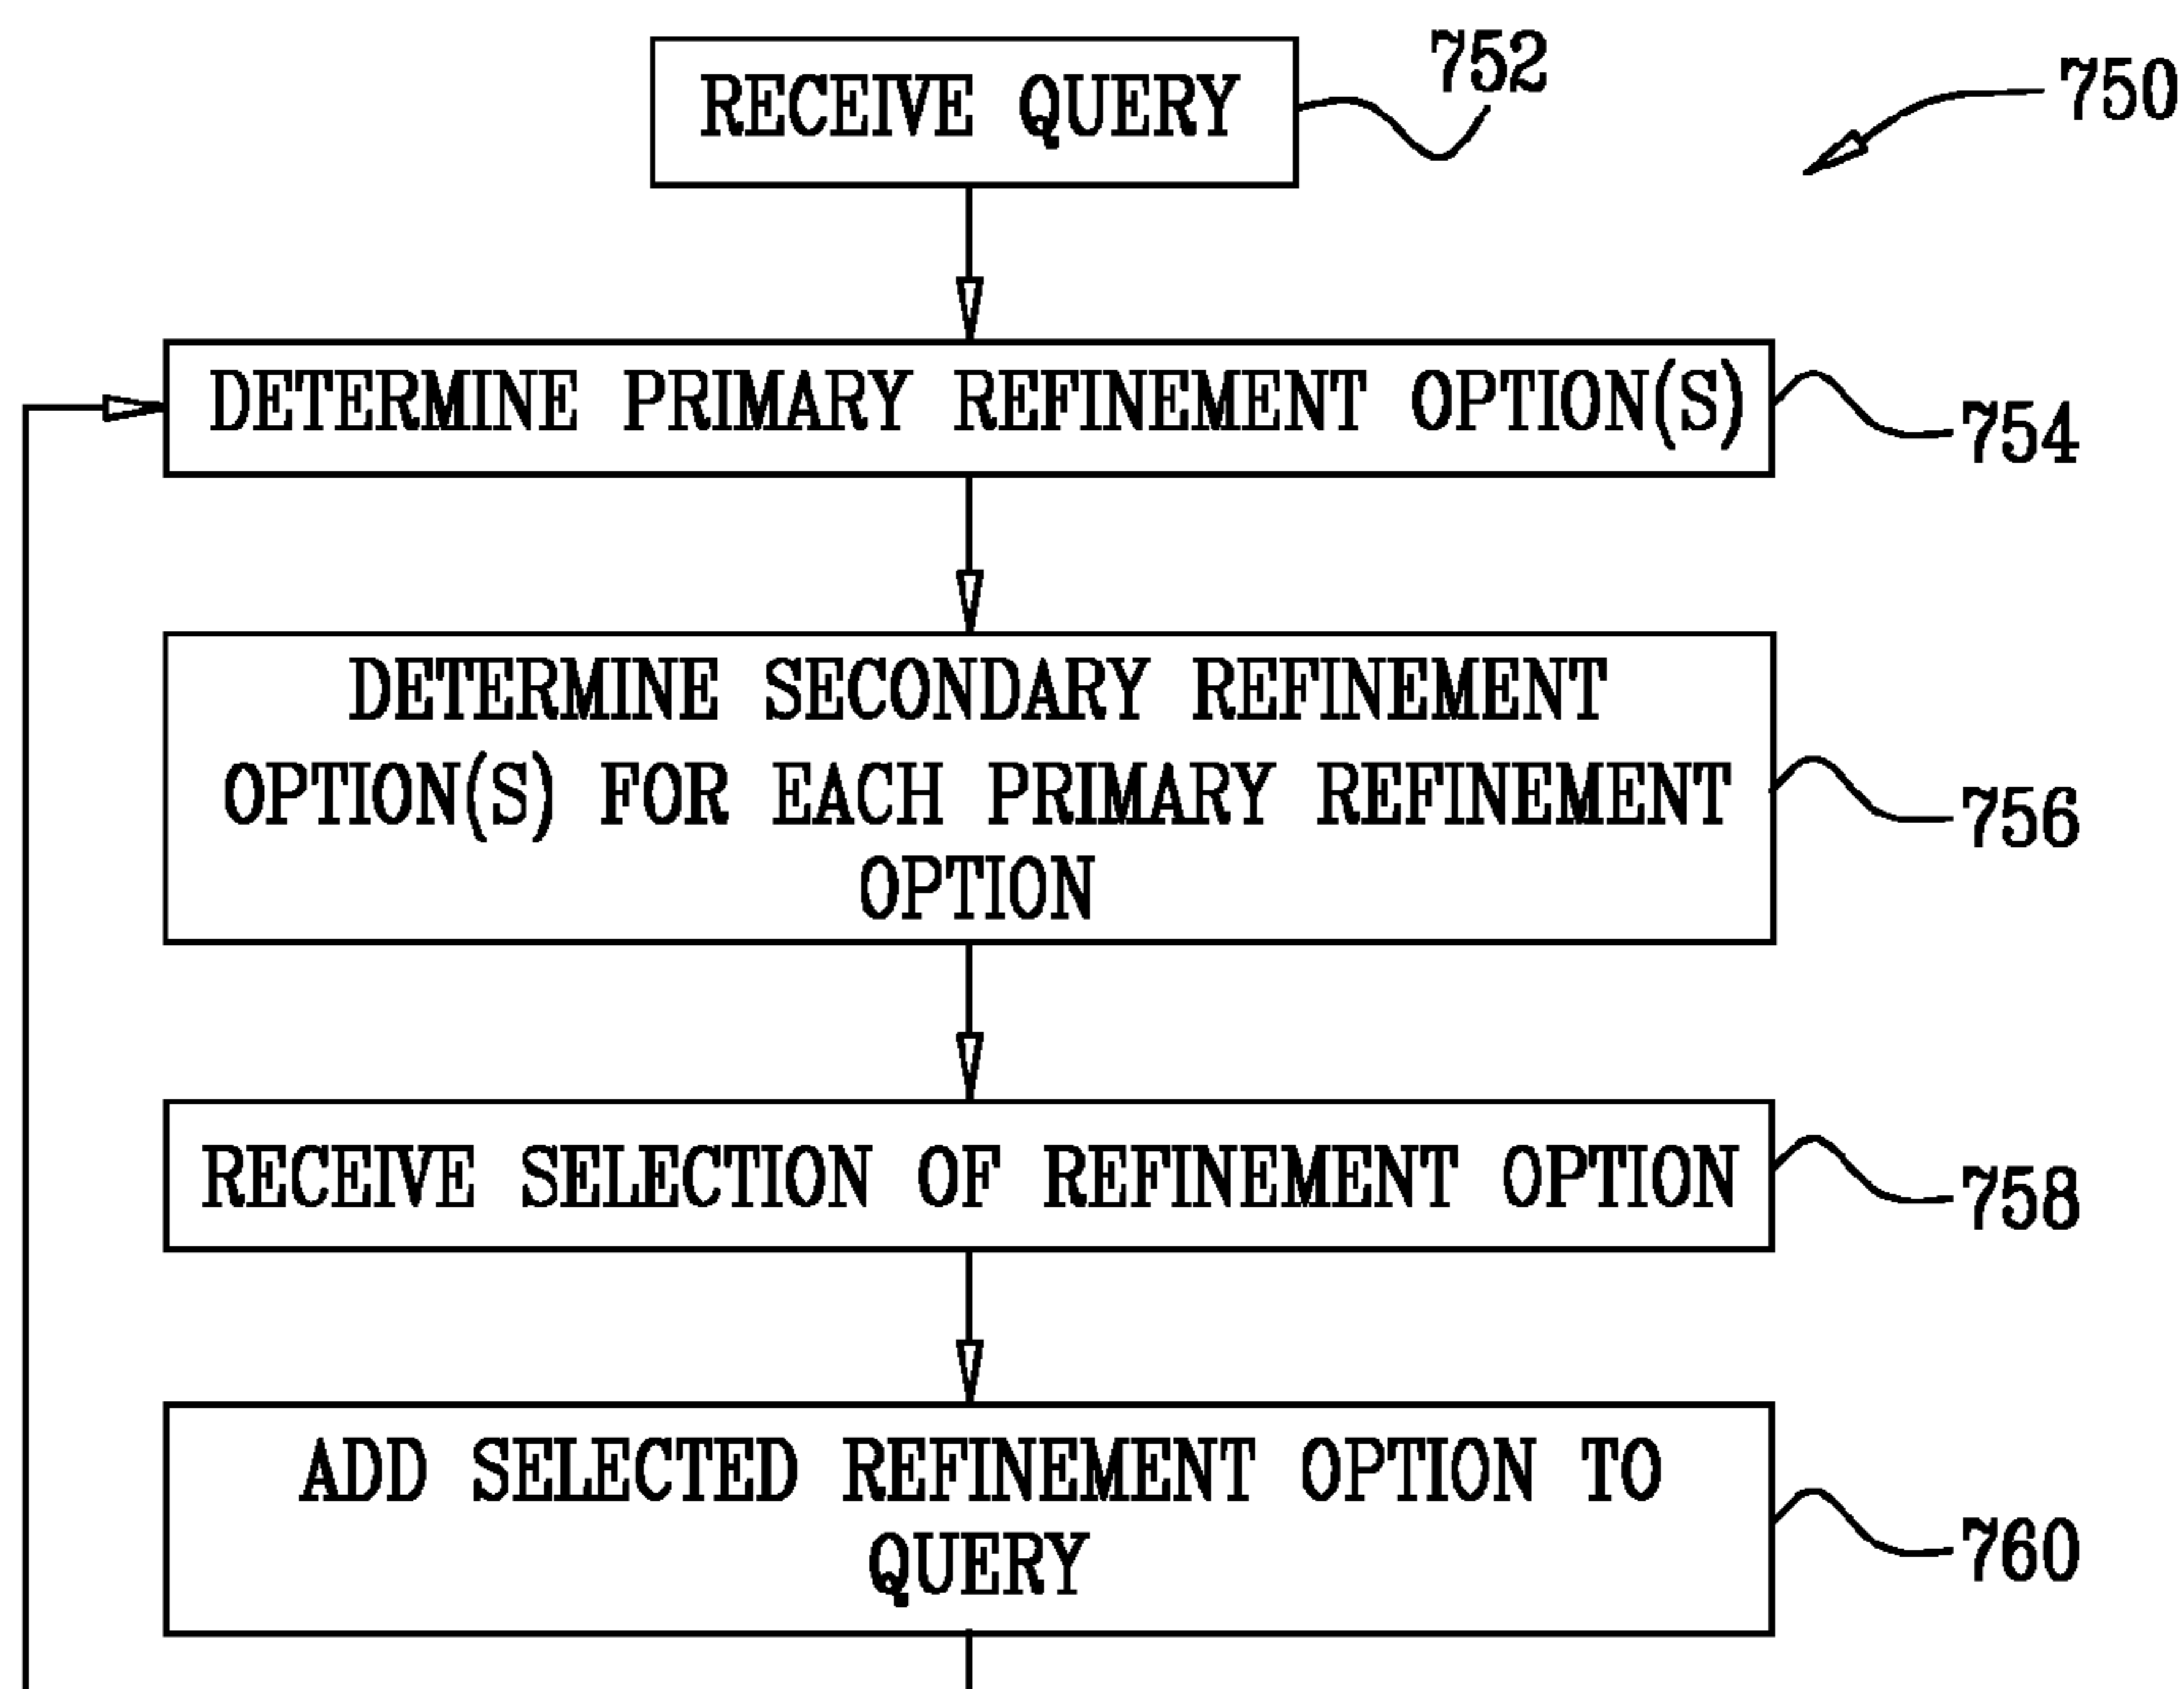 RECEIVE QUERY
752
750
DETERMINE PRIMARY REFINEMENT OPTION(S)
754
DETERMINE SECONDARY REFINEMENT
OPTION(S) FOR EACH PRIMARY REFINEMENT
OPTION
756
RECEIVE SELECTION OF REFINEMENT OPTION
758
ADD SELECTED REFINEMENT OPTION TO
QUERY
760